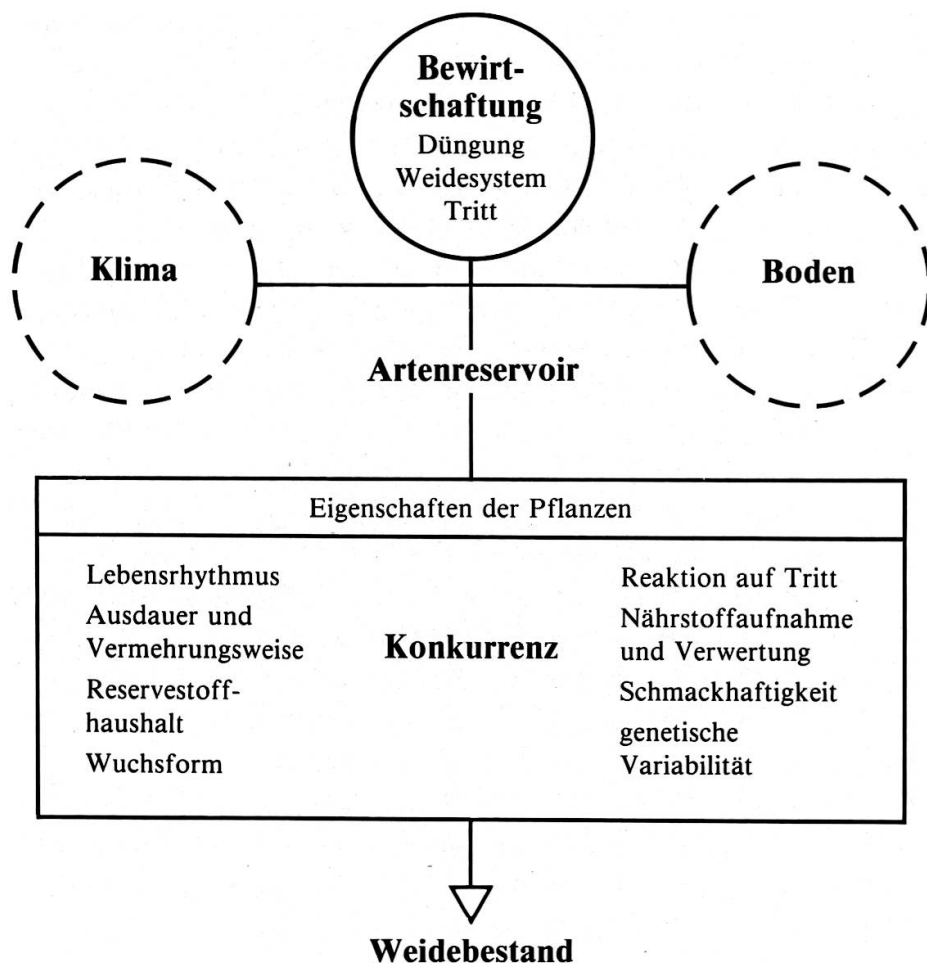 Bewirt-
schaftung
Düngung
Weidesystem
Tritt
Klima
Boden
Artenreservoir
Eigenschaften der Pflanzen
Lebensrhythmus
Ausdauer und
Vermehrungsweise
Reservestoff-
haushalt
Wuchsform
Konkurrenz
Reaktion auf Tritt
Nährstoffaufnahme
und Verwertung
Schmackhaftigkeit
genetische
Variabilität
Weidebestand